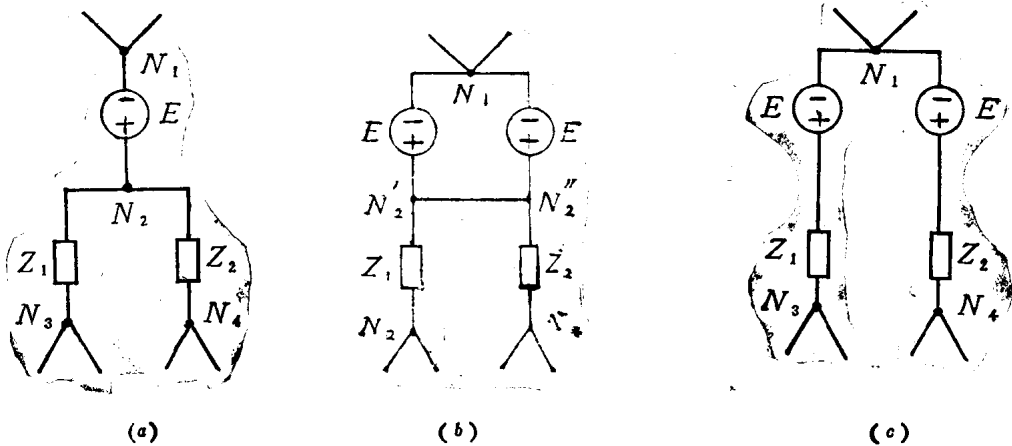 N₁
−
+
E
N₂
Z₁
Z₂
N₃
N₄
(a)
N₁
E
−
+
−
+
E
N₂′
N₂″
Z₁
Z₂
N₂
(b)
N₁
E
−
+
−
+
E
Z₁
Z₂
N₃
N₄
(c)